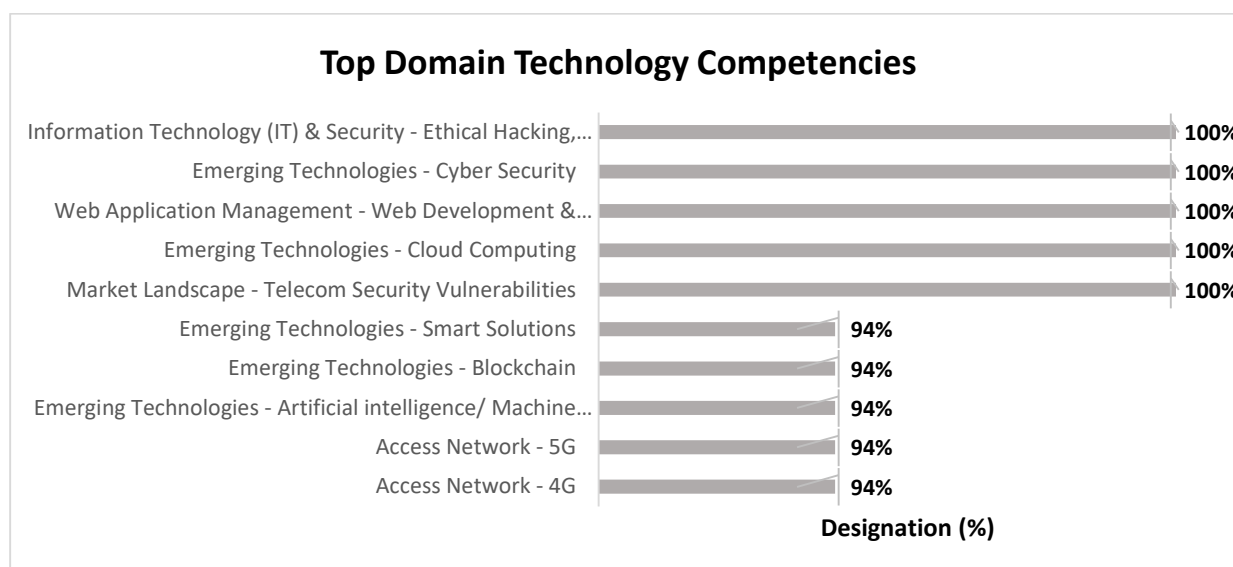 Top Domain Technology Competencies
Information Technology (IT) & Security - Ethical Hacking,... 100%
Emerging Technologies - Cyber Security 100%
Web Application Management - Web Development &... 100%
Emerging Technologies - Cloud Computing 100%
Market Landscape - Telecom Security Vulnerabilities 100%
Emerging Technologies - Smart Solutions 94%
Emerging Technologies - Blockchain 94%
Emerging Technologies - Artificial intelligence/ Machine... 94%
Access Network - 5G 94%
Access Network - 4G 94%
Designation (%)